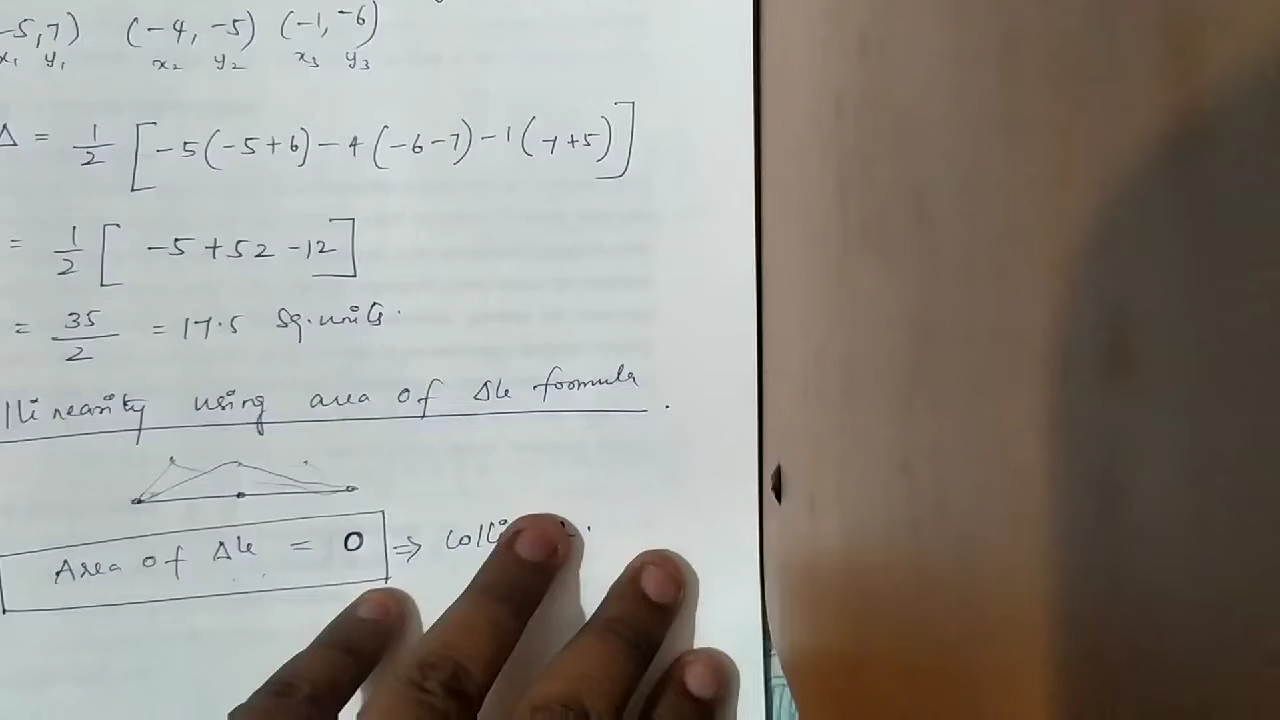 -5,7) (-4, -5) (-1, -6)
x₁ y₁ x₂ y₂ x₃ y₃
Δ = 1/2 [-5(-5+6)-4(-6-7)-1(7+5)]
= 1/2 [-5+52-12]
= 35/2 = 17.5 Sq.units.
llinearity using area of Δle formula.
Area of Δle = 0 ⇒ Colli